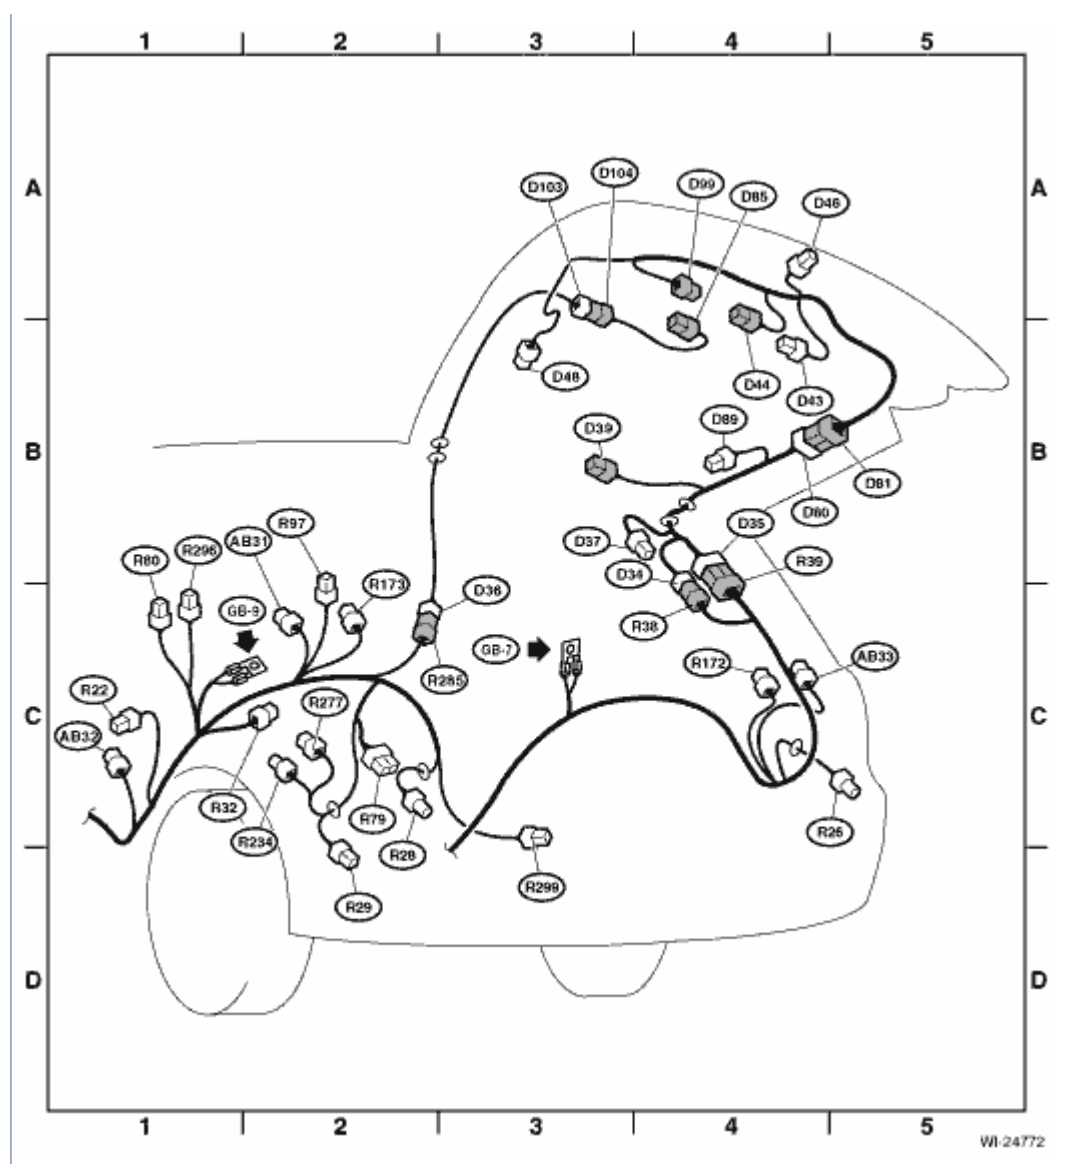 1 2 3 4 5
A A
D103 D104 D99 D85 D46
D48 D44 D43
D39 D89
B B
D81
D80
R97 D35
AB31 D37
R296
R80 R39
D34
R173
D36
GB-9
R38
GB-7
R172 AB33
R285
R22
R277
C C
AB32
R32
R79
R26
R234
R28
R299
R29
D D
1 2 3 4 5
WI-24772